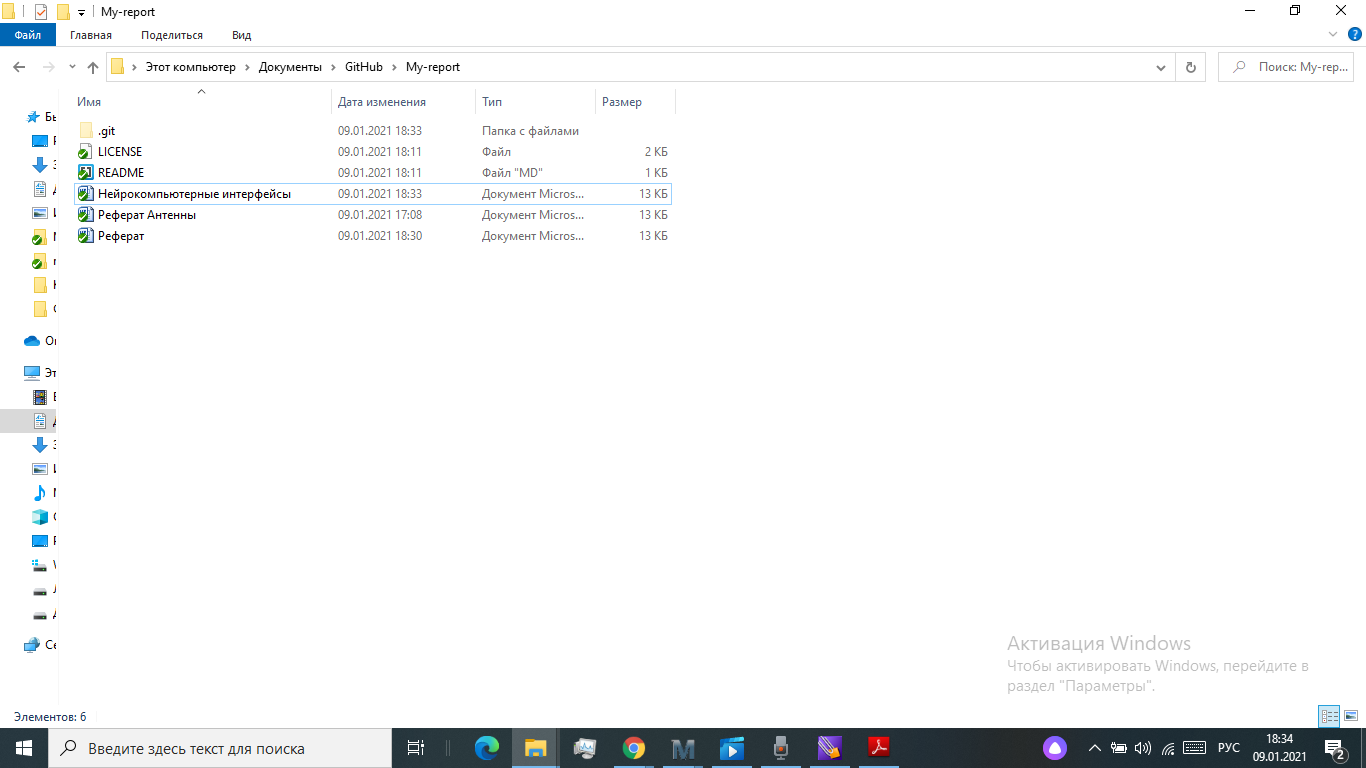 My-report
Файл Главная Поделиться Вид
Этот компьютер Документы GitHub My-report Поиск: My-rep...
Имя Дата изменения Тип Размер
.git 09.01.2021 18:33 Папка с файлами
LICENSE 09.01.2021 18:11 Файл 2 КБ
README 09.01.2021 18:11 Файл "MD" 1 КБ
Нейрокомпьютерные интерфейсы 09.01.2021 18:33 Документ Micros... 13 КБ
Реферат Антенны 09.01.2021 17:08 Документ Micros... 13 КБ
Реферат 09.01.2021 18:30 Документ Micros... 13 КБ
Активация Windows
Чтобы активировать Windows, перейдите в
раздел "Параметры".
Элементов: 6
Введите здесь текст для поиска
РУС
18:34
09.01.2021
2